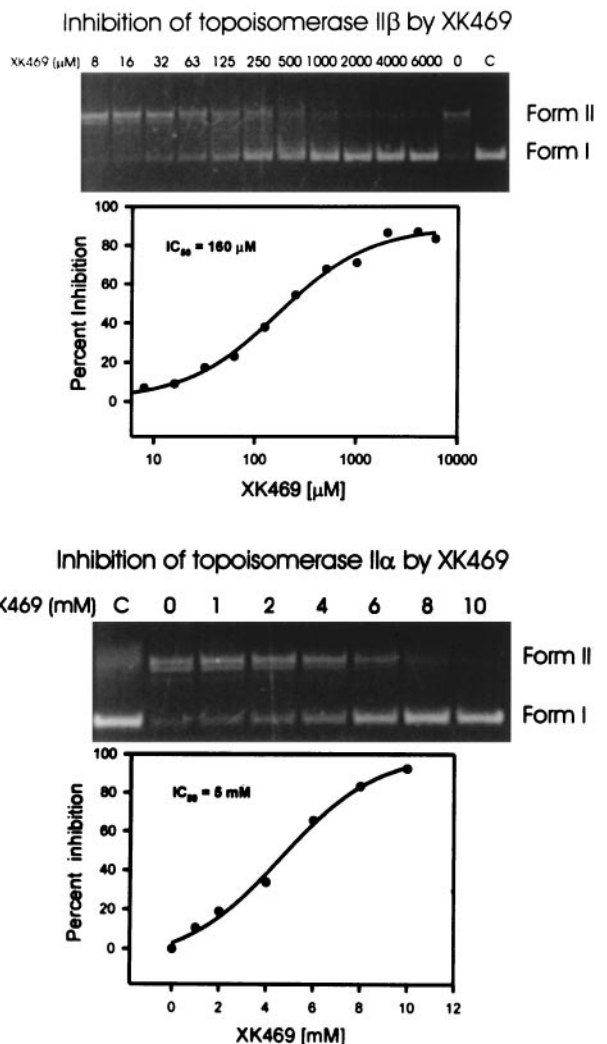 Inhibition of topoisomerase IIβ by XK469
XK469 (μM) 8 16 32 63 125 250 500 1000 2000 4000 6000 0 C
Form II
Form I
100
80
60
40
20
0
Percent Inhibition
IC50 = 160 μM
10 100 1000 10000
XK469 [μM]
Inhibition of topoisomerase IIα by XK469
K469 (mM) C 0 1 2 4 6 8 10
Form II
Form I
100
80
60
40
20
0
Percent inhibition
IC50 = 5 mM
0 2 4 6 8 10 12
XK469 [mM]